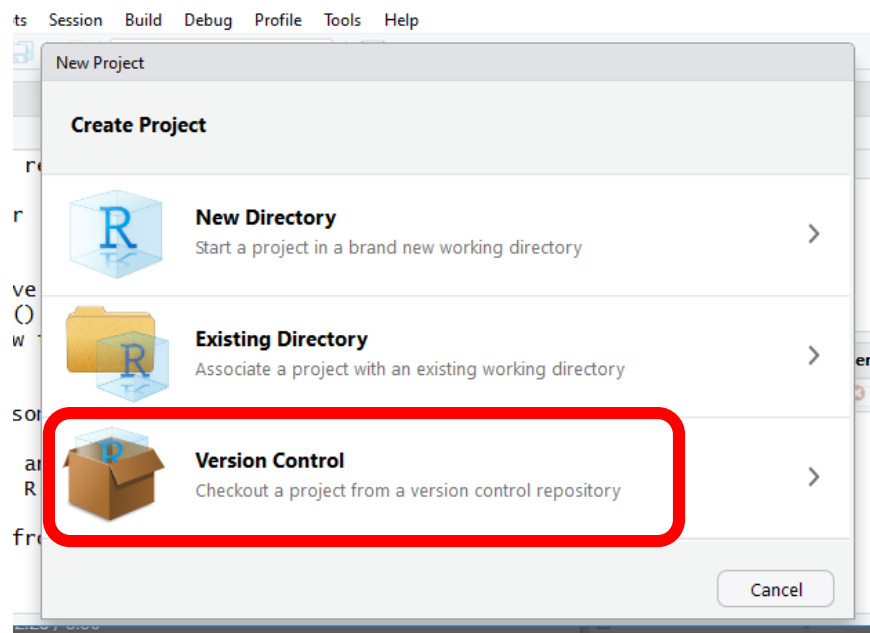 Session Build Debug Profile Tools Help
New Project
Create Project
R
New Directory
Start a project in a brand new working directory
R
Existing Directory
Associate a project with an existing working directory
R
Version Control
Checkout a project from a version control repository
R
Cancel